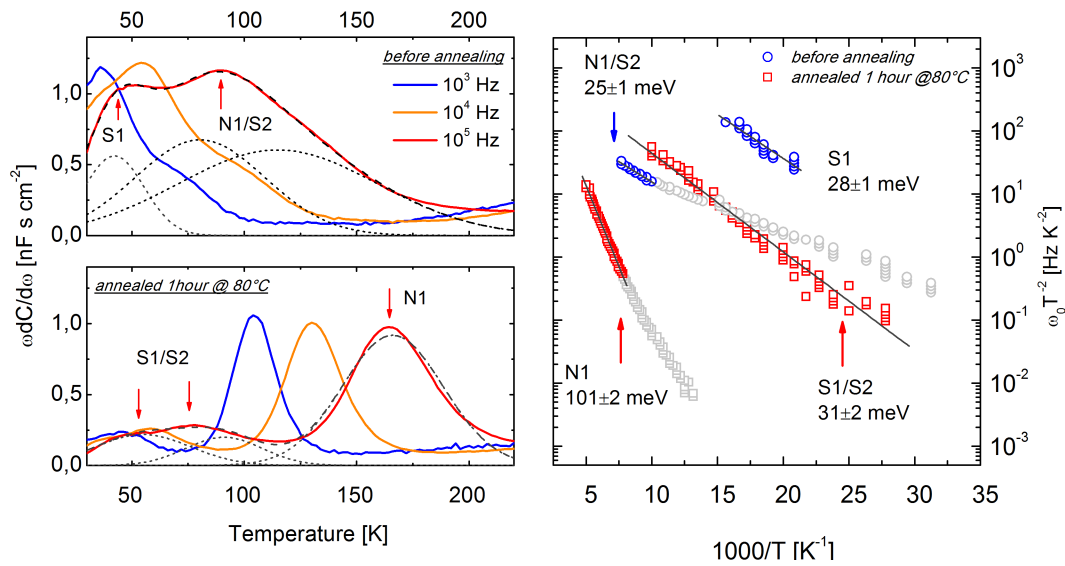 50 100 150 200
before annealing
10³ Hz
10⁴ Hz
10⁵ Hz
S1
N1/S2
1,0
0,5
0,0
annealed 1hour @ 80°C
N1
S1/S2
1,0
0,5
0,0
50 100 150 200
Temperature [K]
ωdC/dω [nF s cm⁻²]
N1/S2
25±1 meV
before annealing
annealed 1 hour @80°C
S1
28±1 meV
N1
101±2 meV
S1/S2
31±2 meV
10³
10²
10¹
10⁰
10⁻¹
10⁻²
10⁻³
ω₀T⁻² [Hz K⁻²]
5 10 15 20 25 30 35
1000/T [K⁻¹]